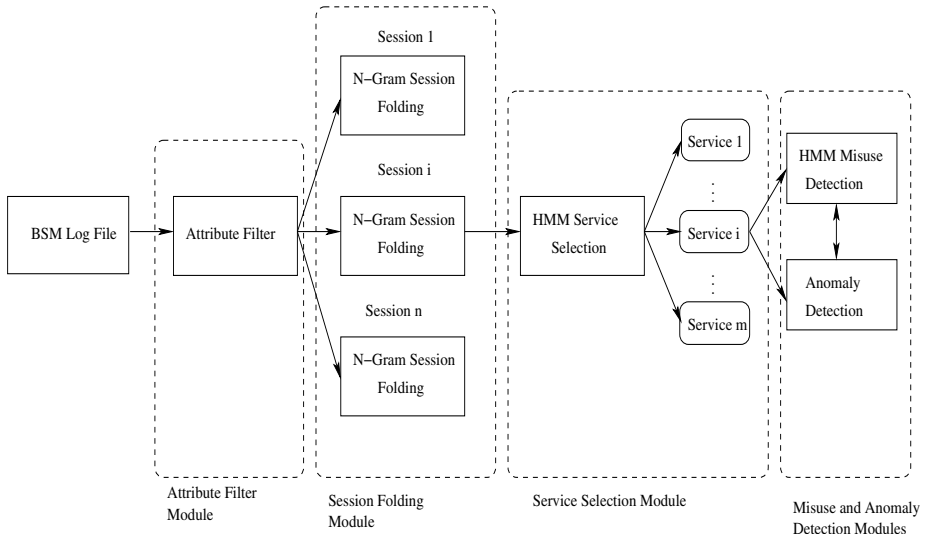 Session 1
N−Gram Session
Folding
Session i
N−Gram Session
Folding
Session n
N−Gram Session
Folding
BSM Log File
Attribute Filter
HMM Service
Selection
Service 1
Service i
Service m
HMM Misuse
Detection
Anomaly
Detection
Attribute Filter
Module
Session Folding
Module
Service Selection Module
Misuse and Anomaly
Detection Modules